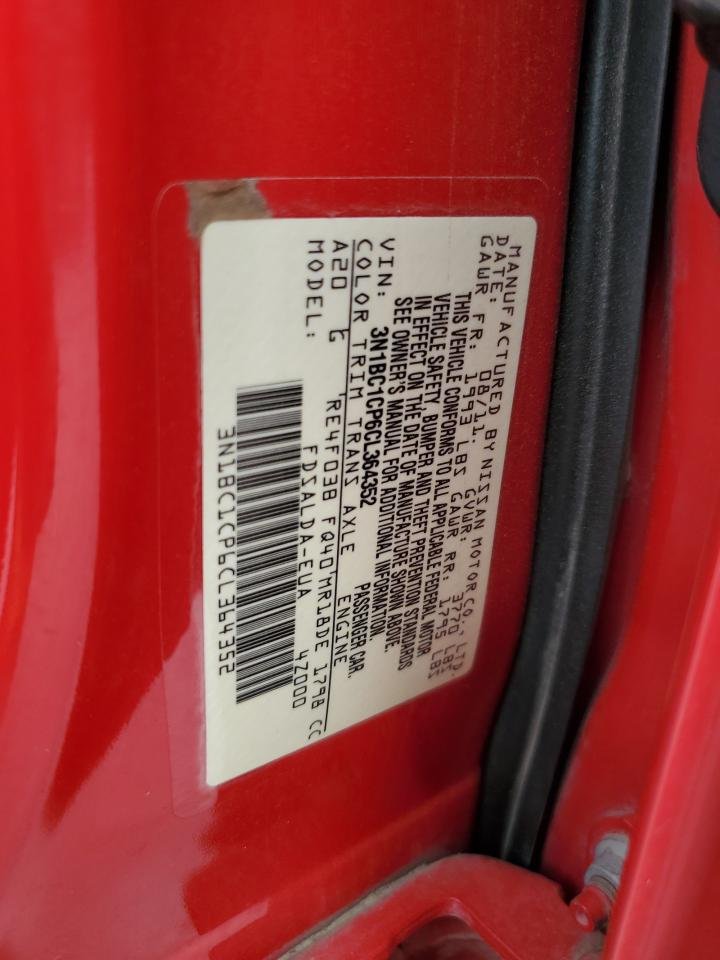 MANUFACTURED BY NISSAN MOTOR CO., LTD.
DATE: 08/11. GVWR: 3770 LBS
GAWR FR: 1993 LBS GAWR RR: 1795 LBS
THIS VEHICLE CONFORMS TO ALL APPLICABLE FEDERAL MOTOR
VEHICLE SAFETY, BUMPER AND THEFT PREVENTION STANDARDS
IN EFFECT ON THE DATE OF MANUFACTURE SHOWN ABOVE.
SEE OWNER'S MANUAL FOR ADDITIONAL INFORMATION.
VIN: 3N1BC1CP6CL364352 PASSENGER CAR.
COLOR TRIM TRANS AXLE ENGINE
A20 G 'RE4F03B FQ40'MR18DE 1798 CC
MODEL: FDSALDA-EUA 4Z000
3N1BC1CP6CL364352